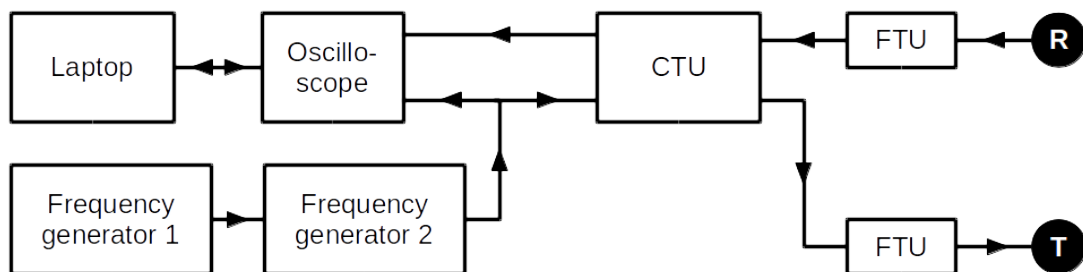 Laptop
Oscillo-
scope
CTU
FTU
R
Frequency
generator 1
Frequency
generator 2
FTU
T